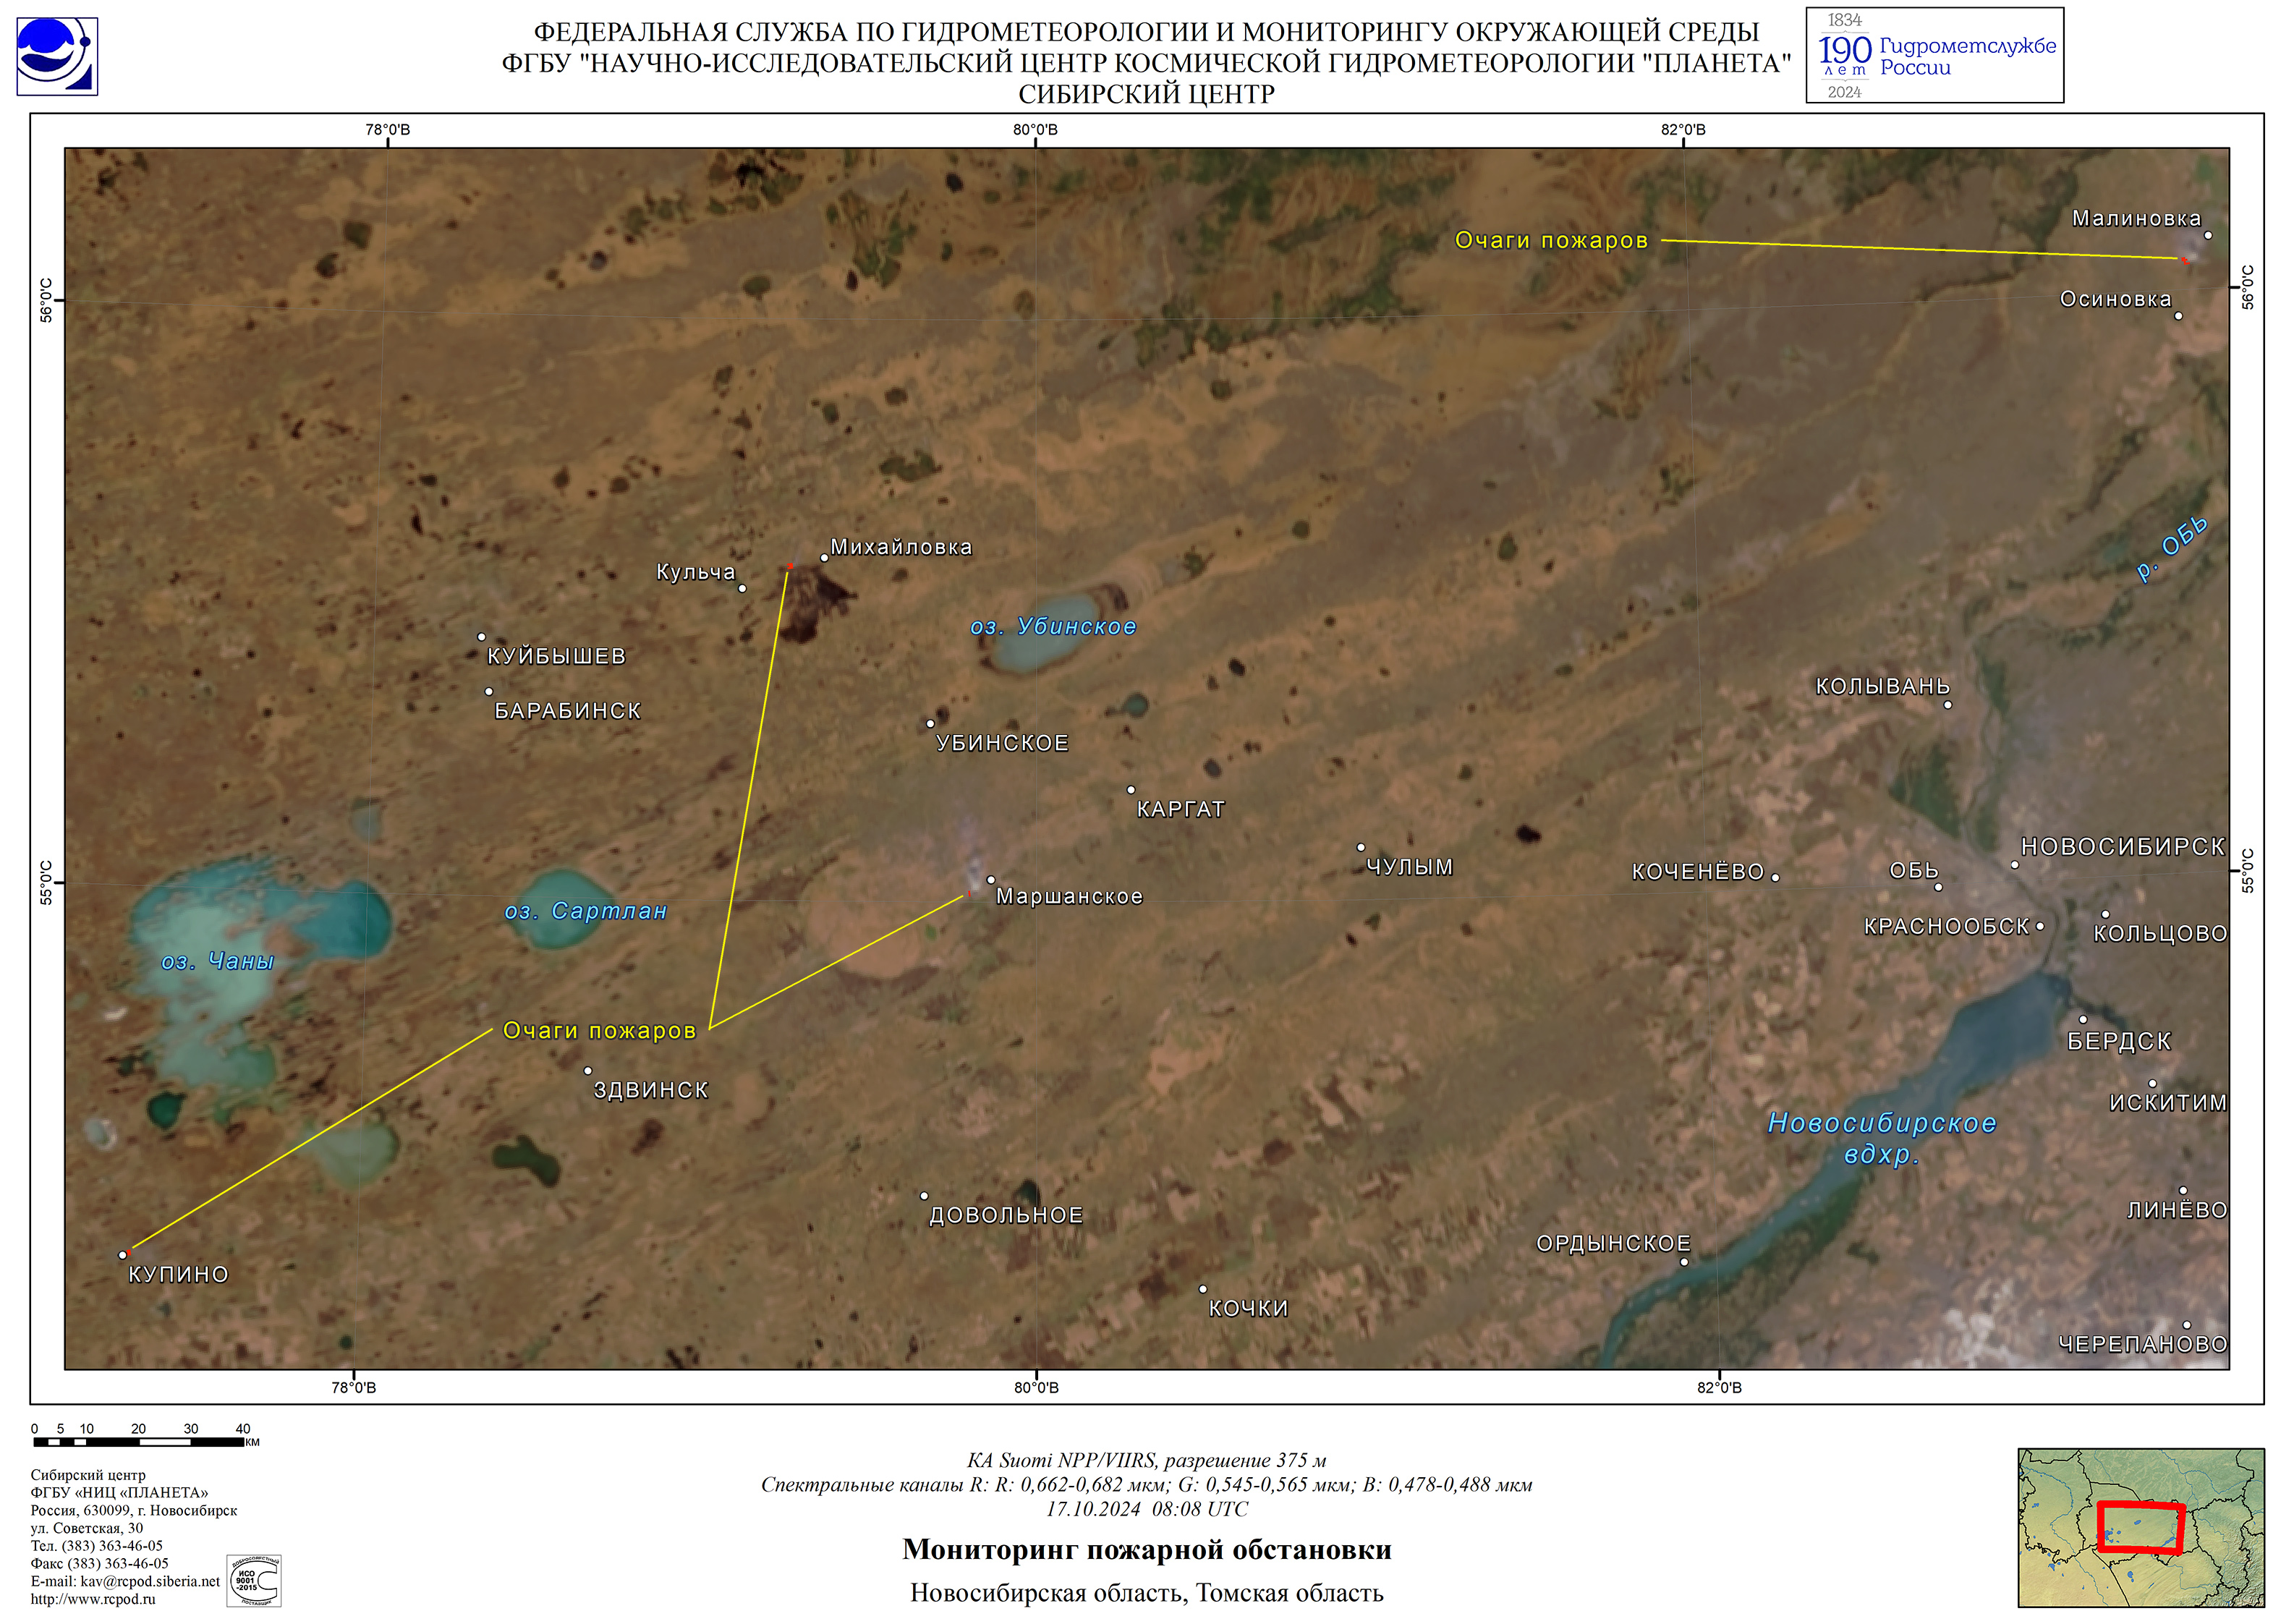 ФЕДЕРАЛЬНАЯ СЛУЖБА ПО ГИДРОМЕТЕОРОЛОГИИ И МОНИТОРИНГУ ОКРУЖАЮЩЕЙ СРЕДЫ
ФГБУ "НАУЧНО-ИССЛЕДОВАТЕЛЬСКИЙ ЦЕНТР КОСМИЧЕСКОЙ ГИДРОМЕТЕОРОЛОГИИ "ПЛАНЕТА"
СИБИРСКИЙ ЦЕНТР
1834
190 Гидрометслужбе
лет России
2024
78°0'В 80°0'В 82°0'В
Малиновка
Очаги пожаров
56°0'С 56°0'С
Осиновка
р. ОБЬ
Михайловка
Кульча
оз. Убинское
КУЙБЫШЕВ
КОЛЫВАНЬ
БАРАБИНСК
УБИНСКОЕ
КАРГАТ
НОВОСИБИРСК
ЧУЛЫМ
КОЧЕНЁВО
ОБЬ
55°0'С 55°0'С
Маршанское
оз. Сартлан
КРАСНООБСК
КОЛЬЦОВО
оз. Чаны
Очаги пожаров
БЕРДСК
ЗДВИНСК
ИСКИТИМ
Новосибирское
вдхр.
ДОВОЛЬНОЕ
ЛИНЁВО
ОРДЫНСКОЕ
КУПИНО
КОЧКИ
ЧЕРЕПАНОВО
78°0'В 80°0'В 82°0'В
0 5 10 20 30 40
км
Сибирский центр
ФГБУ «НИЦ «ПЛАНЕТА»
Россия, 630099, г. Новосибирск
ул. Советская, 30
Тел. (383) 363-46-05
Факс (383) 363-46-05
E-mail: kav@rcpod.siberia.net
http://www.rcpod.ru
ДОБРОСОВЕСТНЫЙ
ИСО
9001
-2015
ПОСТАВЩИК
КА Suomi NPP/VIIRS, разрешение 375 м
Спектральные каналы R: R: 0,662-0,682 мкм; G: 0,545-0,565 мкм; B: 0,478-0,488 мкм
17.10.2024 08:08 UTC
Мониторинг пожарной обстановки
Новосибирская область, Томская область